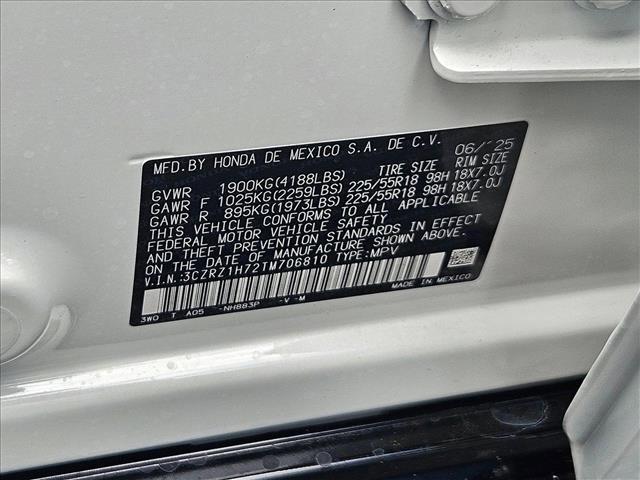 MFD. BY HONDA DE MEXICO S.A. DE C.V. 06/'25
GVWR 1900KG(4188LBS) TIRE SIZE RIM SIZE
GAWR F 1025KG(2259LBS) 225/55R18 98H 18X7.0J
GAWR R 895KG(1973LBS) 225/55R18 98H 18X7.0J
THIS VEHICLE CONFORMS TO ALL APPLICABLE
FEDERAL MOTOR VEHICLE SAFETY
AND THEFT PREVENTION STANDARDS IN EFFECT
ON THE DATE OF MANUFACTURE SHOWN ABOVE.
V.I.N.:3CZRZ1H72TM706810 TYPE:MPV
MADE IN MEXICO
3W0 T A05 -NH883P -V -M